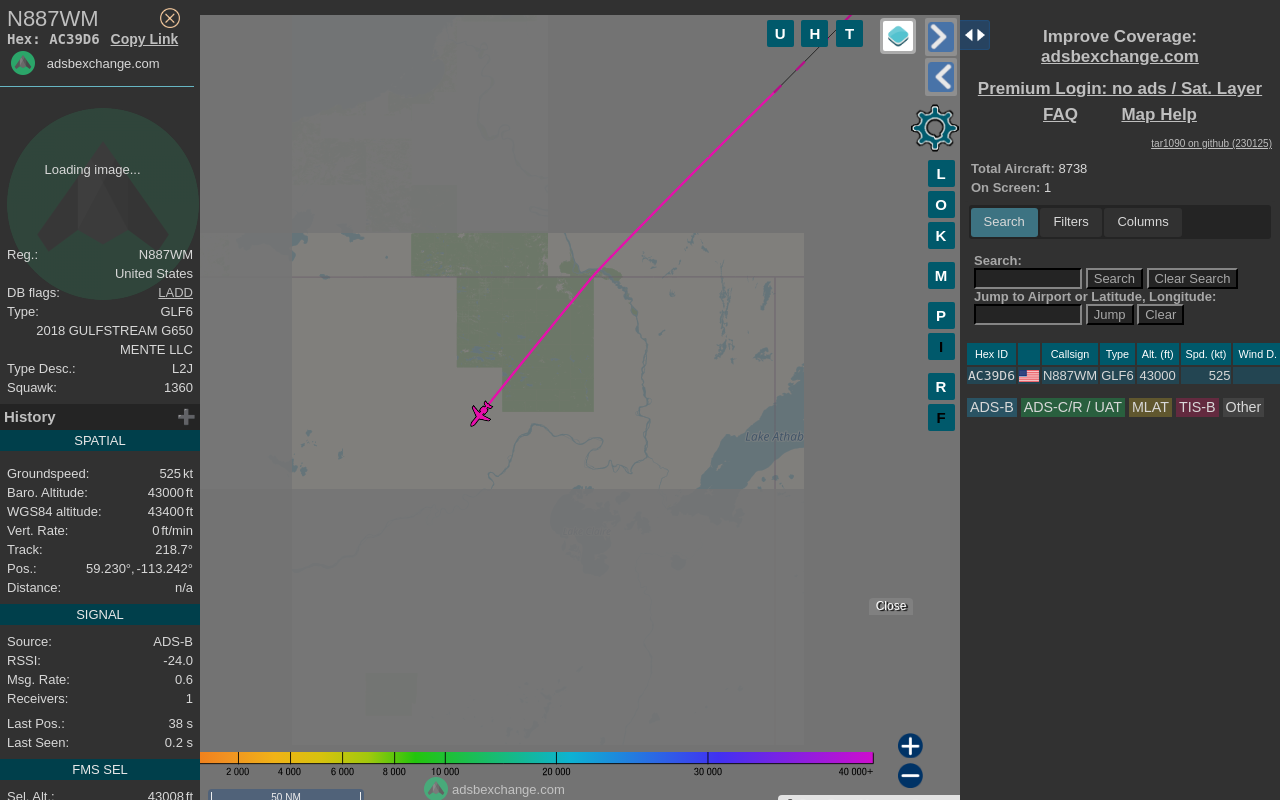 N887WM
Hex: AC39D6 Copy Link
adsbexchange.com
Loading image...
Reg.: N887WM
United States
DB flags: LADD
Type: GLF6
2018 GULFSTREAM G650
MENTE LLC
Type Desc.: L2J
Squawk: 1360
History
SPATIAL
Groundspeed: 525 kt
Baro. Altitude: 43000 ft
WGS84 altitude: 43400 ft
Vert. Rate: 0 ft/min
Track: 218.7°
Pos.: 59.230°, -113.242°
Distance: n/a
SIGNAL
Source: ADS-B
RSSI: -24.0
Msg. Rate: 0.6
Receivers: 1
Last Pos.: 38 s
Last Seen: 0.2 s
FMS SEL
Sel. Alt.: 43008 ft
U H T
L
O
K
M
P
I
R
F
Lake Athab
Close
2 000 4 000 6 000 8 000 10 000 20 000 30 000 40 000+
adsbexchange.com
50 NM
Improve Coverage:
adsbexchange.com
Premium Login: no ads / Sat. Layer
FAQ Map Help
tar1090 on github (230125)
Total Aircraft: 8738
On Screen: 1
Search Filters Columns
Search:
Search Clear Search
Jump to Airport or Latitude, Longitude:
Jump Clear
Hex ID Callsign Type Alt. (ft) Spd. (kt) Wind D.
AC39D6 N887WM GLF6 43000 525
ADS-B ADS-C/R / UAT MLAT TIS-B Other